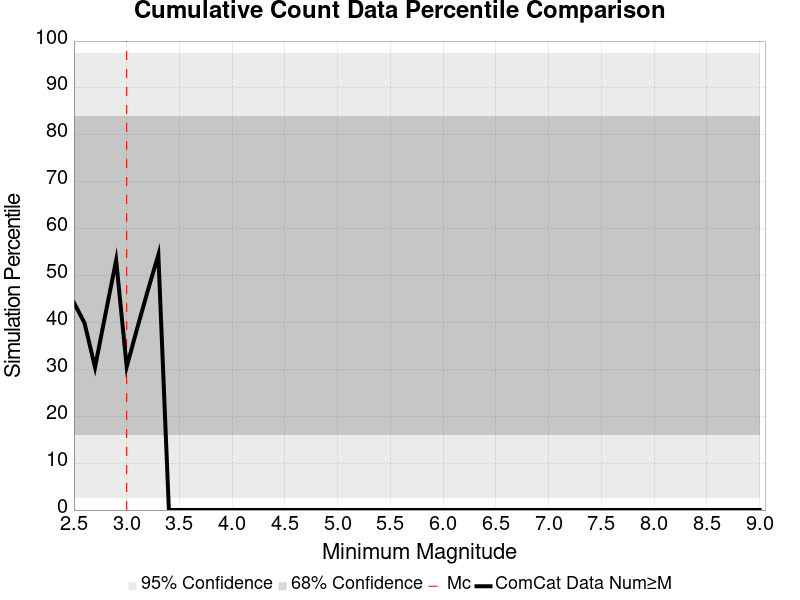 Cumulative Count Data Percentile Comparison
Simulation Percentile
100
90
80
70
60
50
40
30
20
10
0
2.5 3.0 3.5 4.0 4.5 5.0 5.5 6.0 6.5 7.0 7.5 8.0 8.5 9.0
Minimum Magnitude
95% Confidence 68% Confidence Mc ComCat Data Num≥M